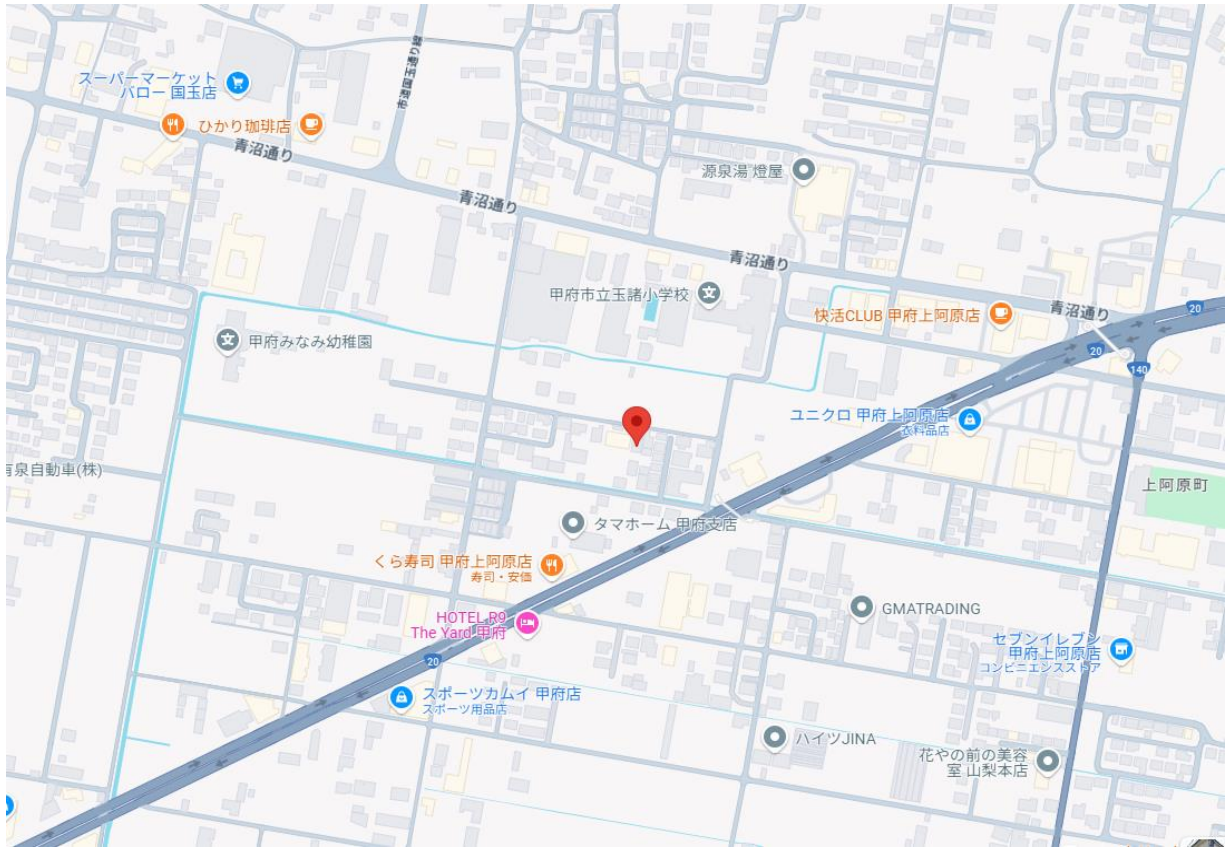 市道国玉通り線
スーパーマーケット
バロー 国玉店
ひかり珈琲店
青沼通り
源泉湯 燈屋
青沼通り
青沼通り
甲府市立玉諸小学校
快活CLUB 甲府上阿原店
青沼通り
20
20
140
甲府みなみ幼稚園
ユニクロ 甲府上阿原店
衣料品店
有泉自動車(株)
上阿原町
タマホーム 甲府支店
くら寿司 甲府上阿原店
寿司・安価
HOTEL R9
The Yard 甲府
GMATRADING
セブンイレブン
甲府上阿原店
コンビニエンスストア
20
スポーツカムイ 甲府店
スポーツ用品店
ハイツJINA
花やの前の美容
室 山梨本店